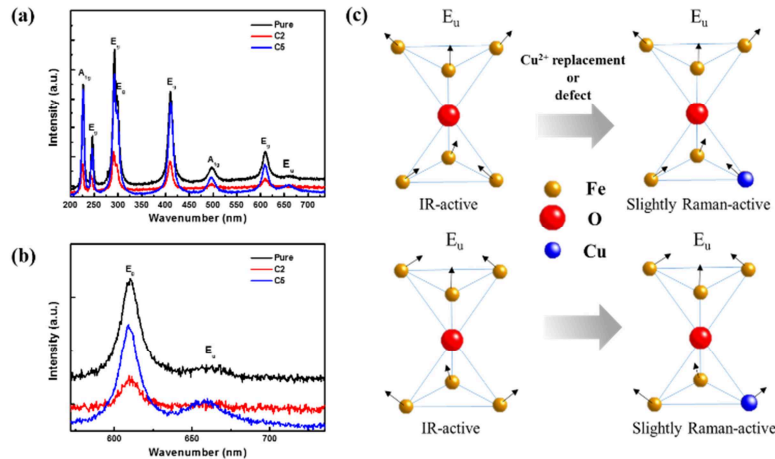 (a)
Pure
C2
C5
A1g
Eg
Eg
Eg
Eg
A1g
Eg
Eu
Intensity (a.u.)
200 250 300 350 400 450 500 550 600 650 700
Wavenumber (nm)
(b)
Pure
C2
C5
Eg
Eu
Intensity (a.u.)
600 650 700
Wavenumber (nm)
(c)
Eu
Eu
Cu2+ replacement
or
defect
IR-active
Slightly Raman-active
Fe
O
Cu
Eu
Eu
IR-active
Slightly Raman-active